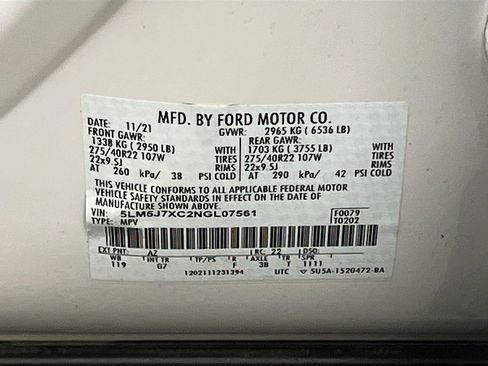 MFD. BY FORD MOTOR CO.
DATE: 11/21 GVWR: 2965 KG ( 6536 LB)
FRONT GAWR: REAR GAWR:
1338 KG ( 2950 LB) WITH 1703 KG ( 3755 LB) WITH
275/40R22 107W TIRES 275/40R22 107W TIRES
22x9.5J RIMS 22x9.5J RIMS
AT 260 kPa/ 38 PSI COLD AT 290 kPa/ 42 PSI COLD
THIS VEHICLE CONFORMS TO ALL APPLICABLE FEDERAL MOTOR
VEHICLE SAFETY STANDARDS IN EFFECT ON THE DATE OF
MANUFACTURE SHOWN ABOVE.
VIN: 5LM5J7XC2NGL07561 F0079
TYPE: MPV T0202
EXT PNT: AZ RC: 22 DSO:
WB INT TR TP/PS R AXLE TR SPR
119 G7 F 3B T 1111
1202111231394 UTC 5U5A-1520472-BA